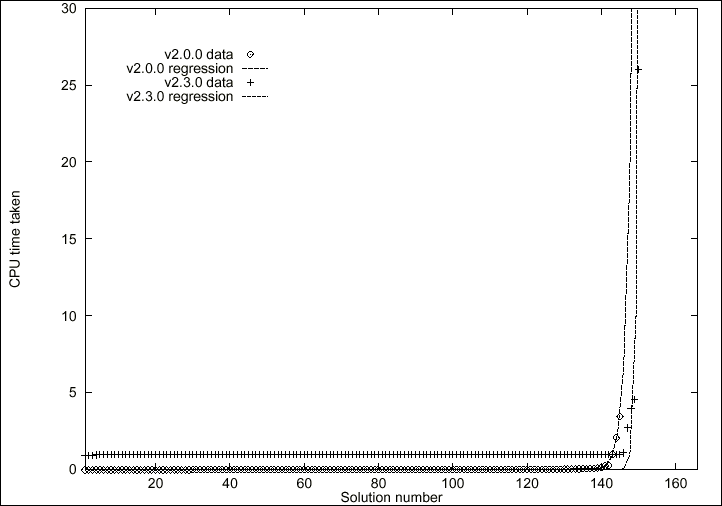 30
25
20
15
10
5
0
CPU time taken
v2.0.0 data
v2.0.0 regression
v2.3.0 data
v2.3.0 regression
20 40 60 80 100 120 140 160
Solution number